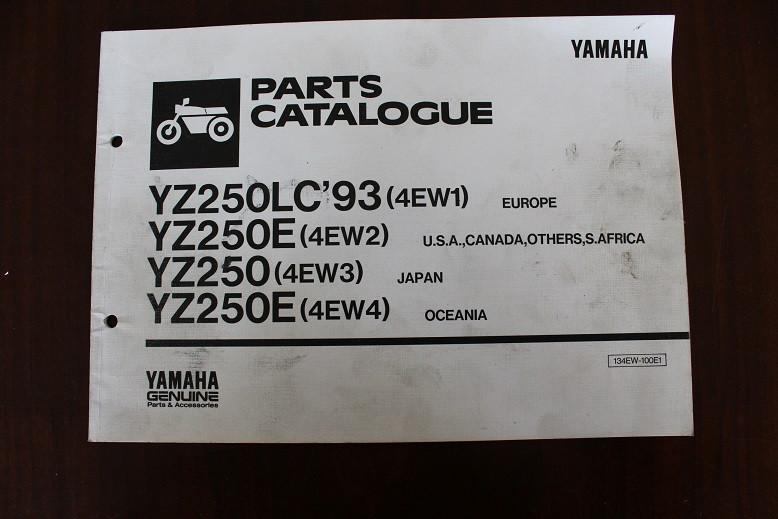 YAMAHA
PARTS
CATALOGUE
YZ250LC'93 (4EW1) EUROPE
YZ250E (4EW2) U.S.A.,CANADA,OTHERS,S.AFRICA
YZ250 (4EW3) JAPAN
YZ250E (4EW4) OCEANIA
134EW-100E1
YAMAHA
GENUINE
Parts & Accessories